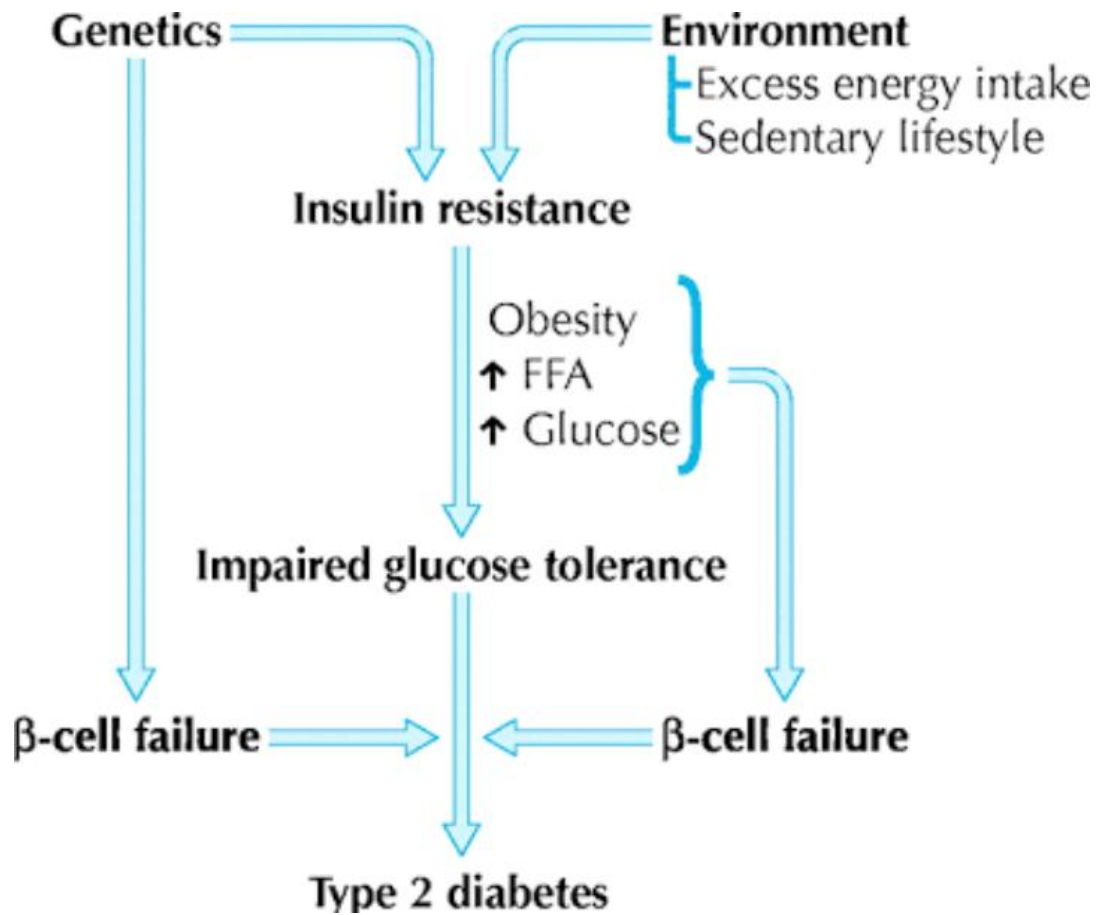 Genetics
Environment
Excess energy intake
Sedentary lifestyle
Insulin resistance
Obesity
↑ FFA
↑ Glucose
Impaired glucose tolerance
β-cell failure
β-cell failure
Type 2 diabetes